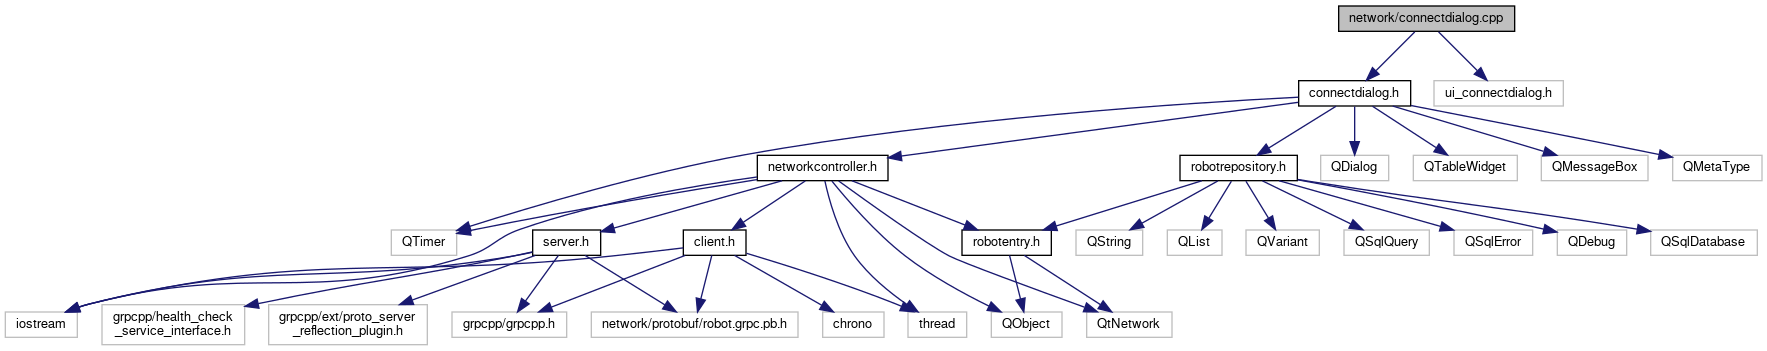 network/connectdialog.cpp
connectdialog.h
ui_connectdialog.h
networkcontroller.h
robotrepository.h
QDialog
QTableWidget
QMessageBox
QMetaType
QTimer
server.h
client.h
robotentry.h
QString
QList
QVariant
QSqlQuery
QSqlError
QDebug
QSqlDatabase
iostream
grpcpp/health_check
_service_interface.h
grpcpp/ext/proto_server
_reflection_plugin.h
grpcpp/grpcpp.h
network/protobuf/robot.grpc.pb.h
chrono
thread
QObject
QtNetwork